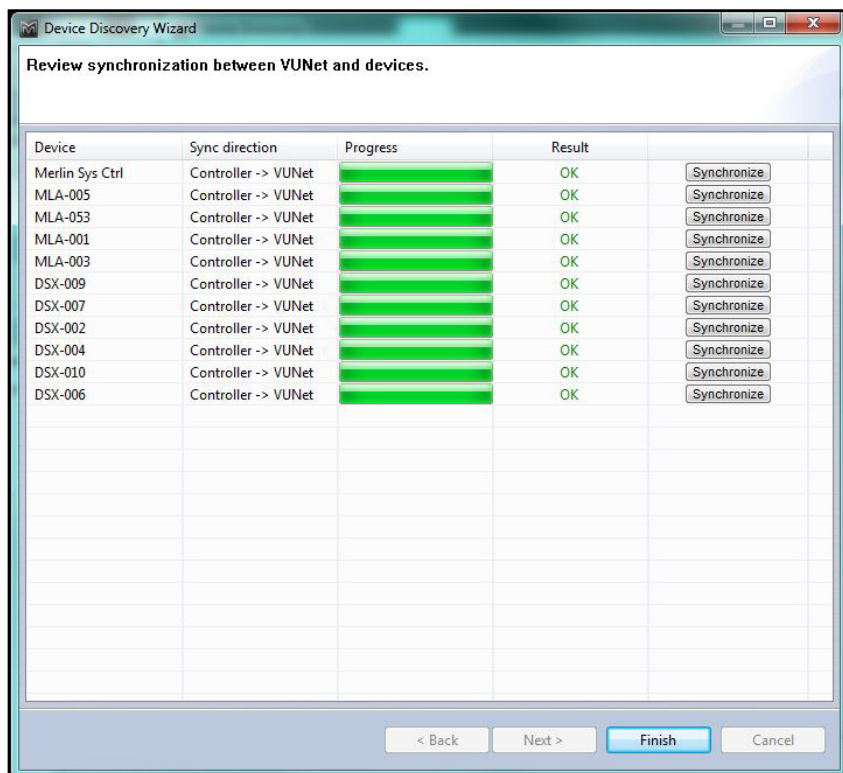 Device Discovery Wizard
Review synchronization between VUNet and devices.
Device Sync direction Progress Result
Merlin Sys Ctrl Controller -> VUNet OK Synchronize
MLA-005 Controller -> VUNet OK Synchronize
MLA-053 Controller -> VUNet OK Synchronize
MLA-001 Controller -> VUNet OK Synchronize
MLA-003 Controller -> VUNet OK Synchronize
DSX-009 Controller -> VUNet OK Synchronize
DSX-007 Controller -> VUNet OK Synchronize
DSX-002 Controller -> VUNet OK Synchronize
DSX-004 Controller -> VUNet OK Synchronize
DSX-010 Controller -> VUNet OK Synchronize
DSX-006 Controller -> VUNet OK Synchronize
< Back Next > Finish Cancel